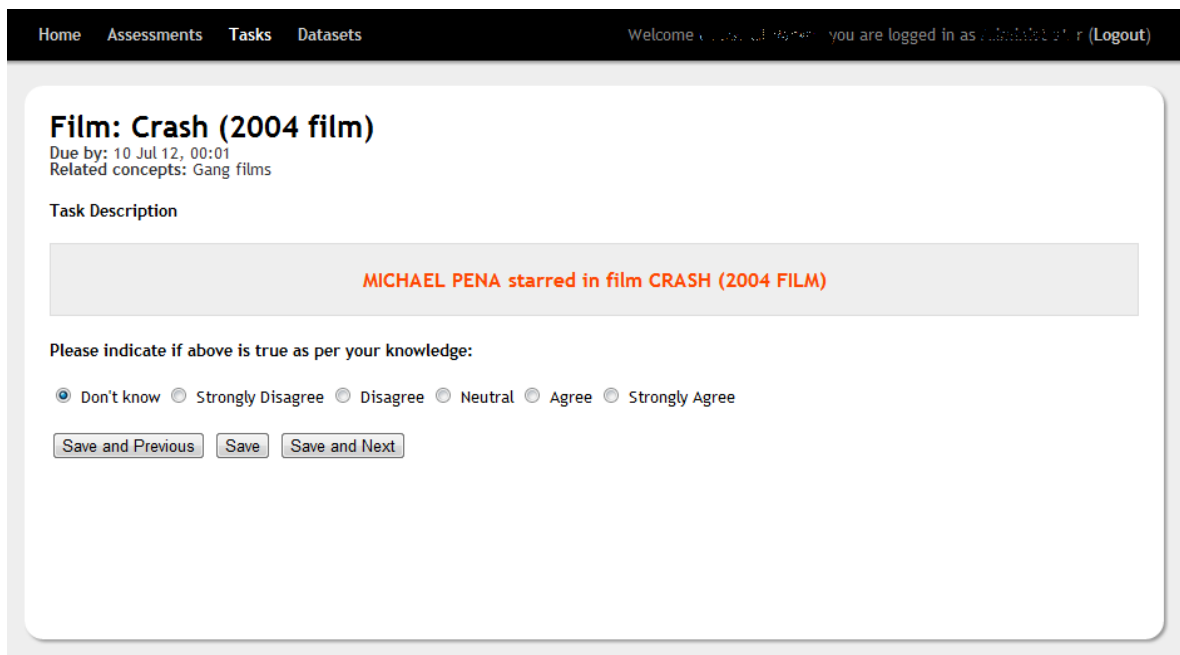 Home Assessments Tasks Datasets Welcome you are logged in as r (Logout)
Film: Crash (2004 film)
Due by: 10 Jul 12, 00:01
Related concepts: Gang films
Task Description
MICHAEL PENA starred in film CRASH (2004 FILM)
Please indicate if above is true as per your knowledge:
Don't know Strongly Disagree Disagree Neutral Agree Strongly Agree
Save and Previous Save Save and Next